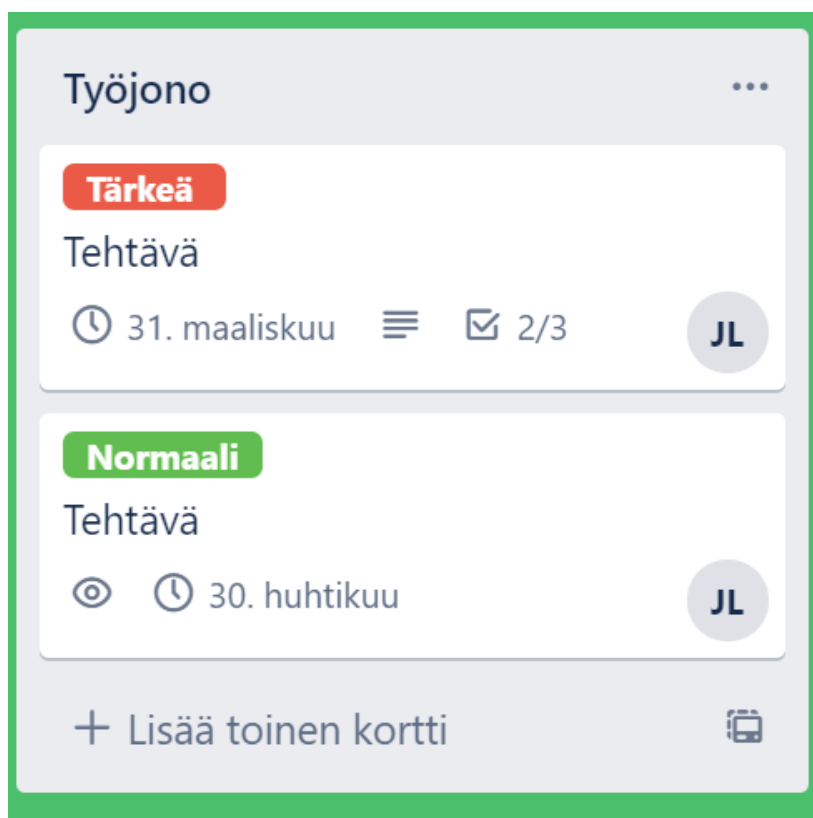 Työjono
Tärkeä
Tehtävä
31. maaliskuu 2/3
JL
Normaali
Tehtävä
30. huhtikuu
JL
+ Lisää toinen kortti